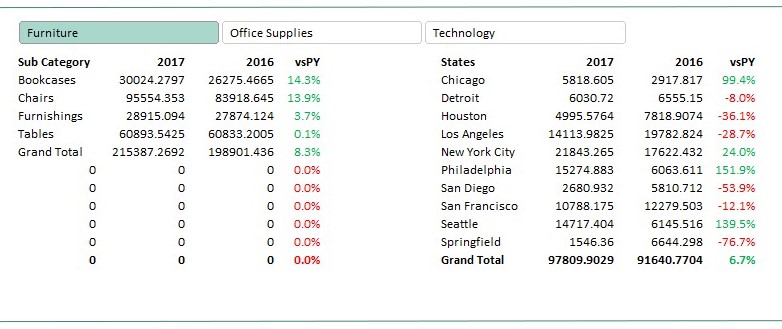 Furniture Office Supplies Technology
Sub Category 2017 2016 vsPY States 2017 2016 vsPY
Bookcases 30024.2797 26275.4665 14.3% Chicago 5818.605 2917.817 99.4%
Chairs 95554.353 83918.645 13.9% Detroit 6030.72 6555.15 -8.0%
Furnishings 28915.094 27874.124 3.7% Houston 4995.5764 7818.9074 -36.1%
Tables 60893.5425 60833.2005 0.1% Los Angeles 14113.9825 19782.824 -28.7%
Grand Total 215387.2692 198901.436 8.3% New York City 21843.265 17622.432 24.0%
0 0 0 0.0% Philadelphia 15274.883 6063.611 151.9%
0 0 0 0.0% San Diego 2680.932 5810.712 -53.9%
0 0 0 0.0% San Francisco 10788.175 12279.503 -12.1%
0 0 0 0.0% Seattle 14717.404 6145.516 139.5%
0 0 0 0.0% Springfield 1546.36 6644.298 -76.7%
0 0 0 0.0% Grand Total 97809.9029 91640.7704 6.7%